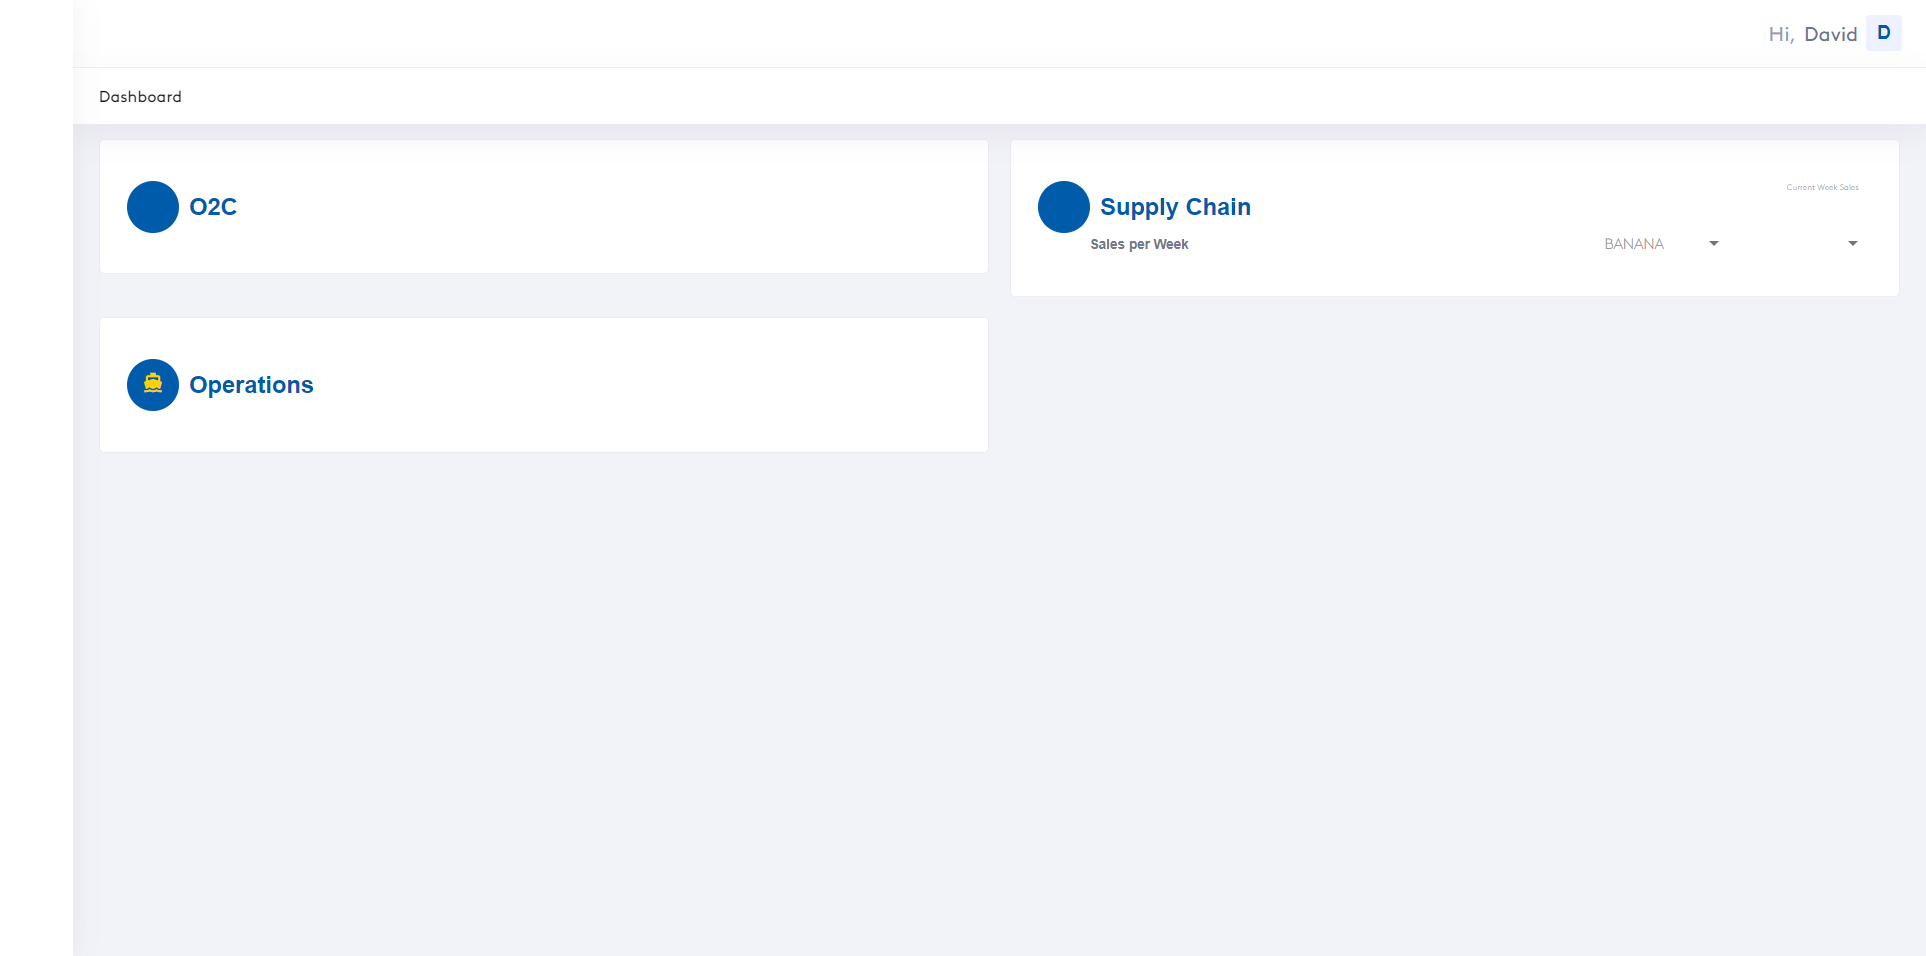 Hi, David D
Dashboard
O2C
Current Week Sales
Supply Chain
Sales per Week
BANANA
Operations